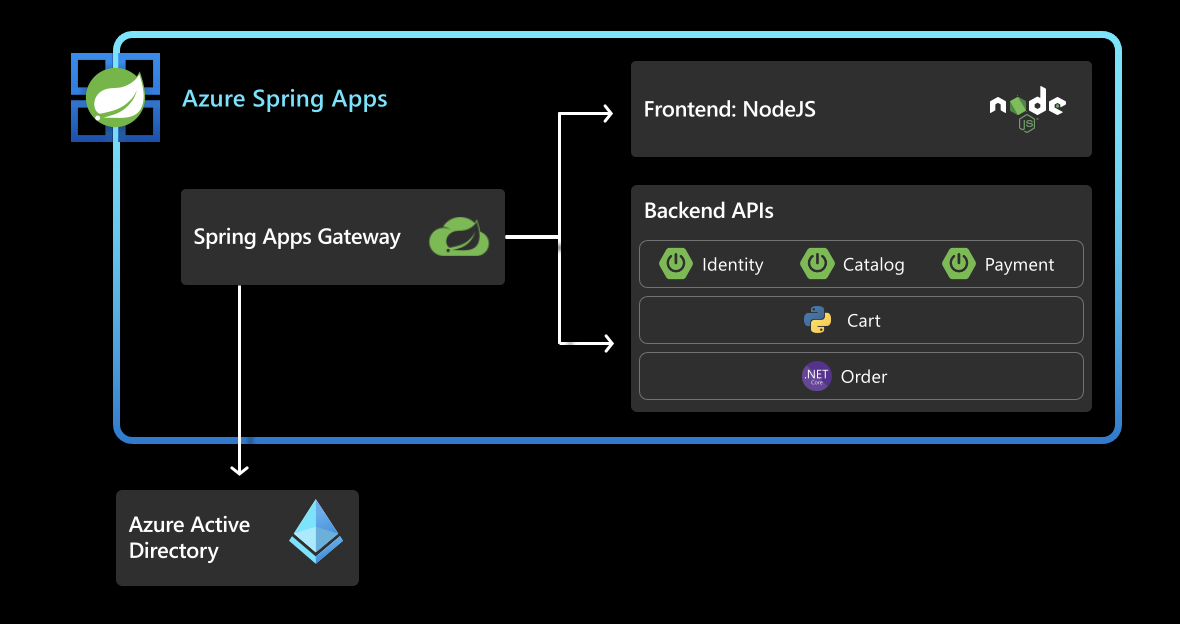 Azure Spring Apps
Frontend: NodeJS
node
JS
Spring Apps Gateway
Backend APIs
Identity
Catalog
Payment
Cart
.NET
Core
Order
Azure Active
Directory